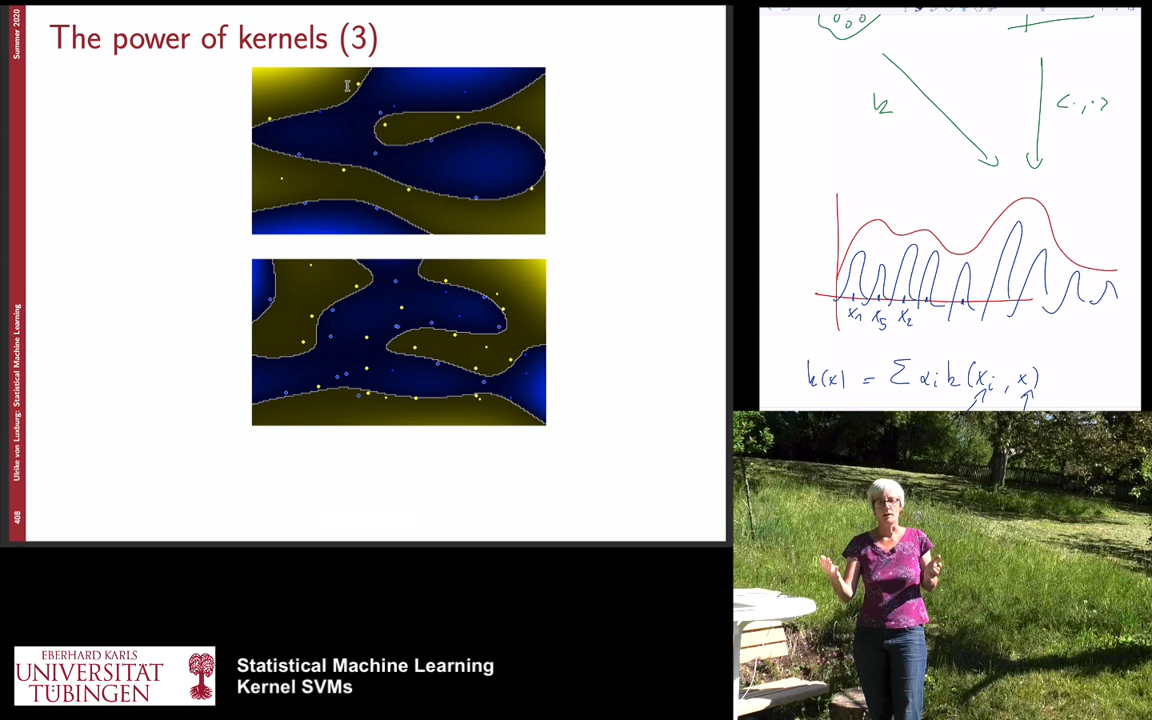 The power of kernels (3)
Summer 2020
Ulrike von Luxburg: Statistical Machine Learning
408
k
<·,·>
x₁ x₅ x₂
k(x) = Σ αᵢ k(xᵢ, x)
EBERHARD KARLS
UNIVERSITÄT
TÜBINGEN
Statistical Machine Learning
Kernel SVMs